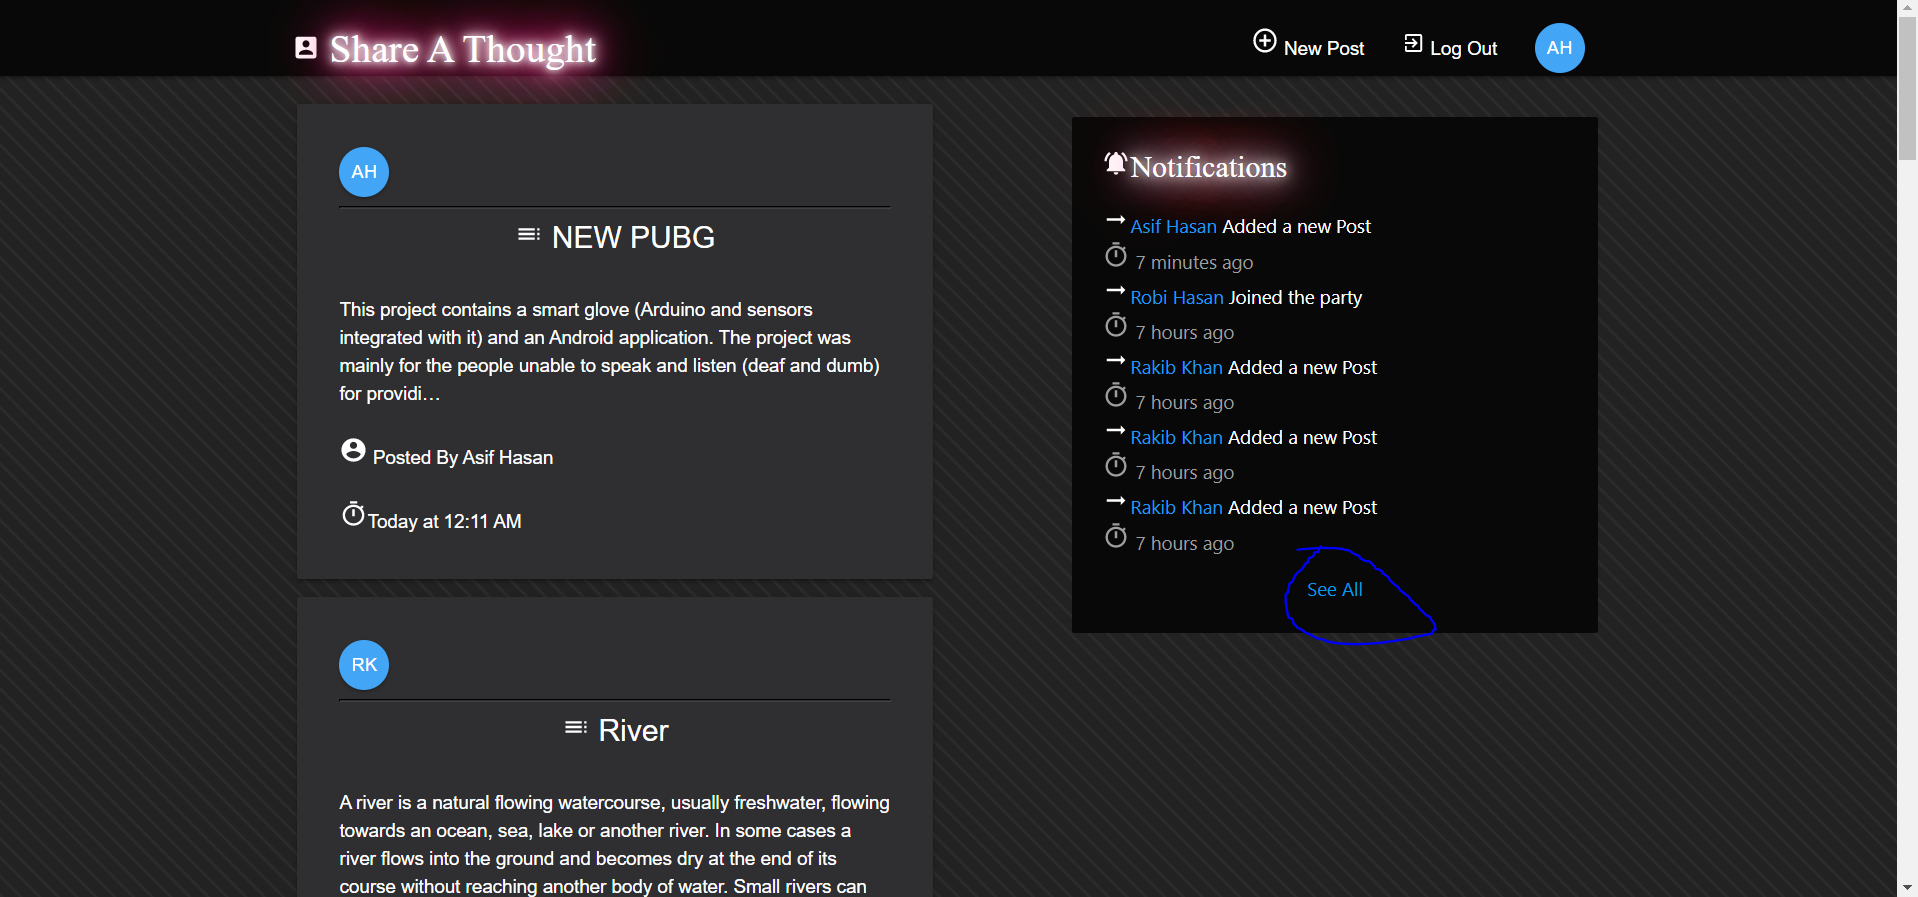 Share A Thought
New Post
Log Out
AH
AH
NEW PUBG
This project contains a smart glove (Arduino and sensors
integrated with it) and an Android application. The project was
mainly for the people unable to speak and listen (deaf and dumb)
for providi…
Posted By Asif Hasan
Today at 12:11 AM
RK
River
A river is a natural flowing watercourse, usually freshwater, flowing
towards an ocean, sea, lake or another river. In some cases a
river flows into the ground and becomes dry at the end of its
course without reaching another body of water. Small rivers can
Notifications
Asif Hasan Added a new Post
7 minutes ago
Robi Hasan Joined the party
7 hours ago
Rakib Khan Added a new Post
7 hours ago
Rakib Khan Added a new Post
7 hours ago
Rakib Khan Added a new Post
7 hours ago
See All